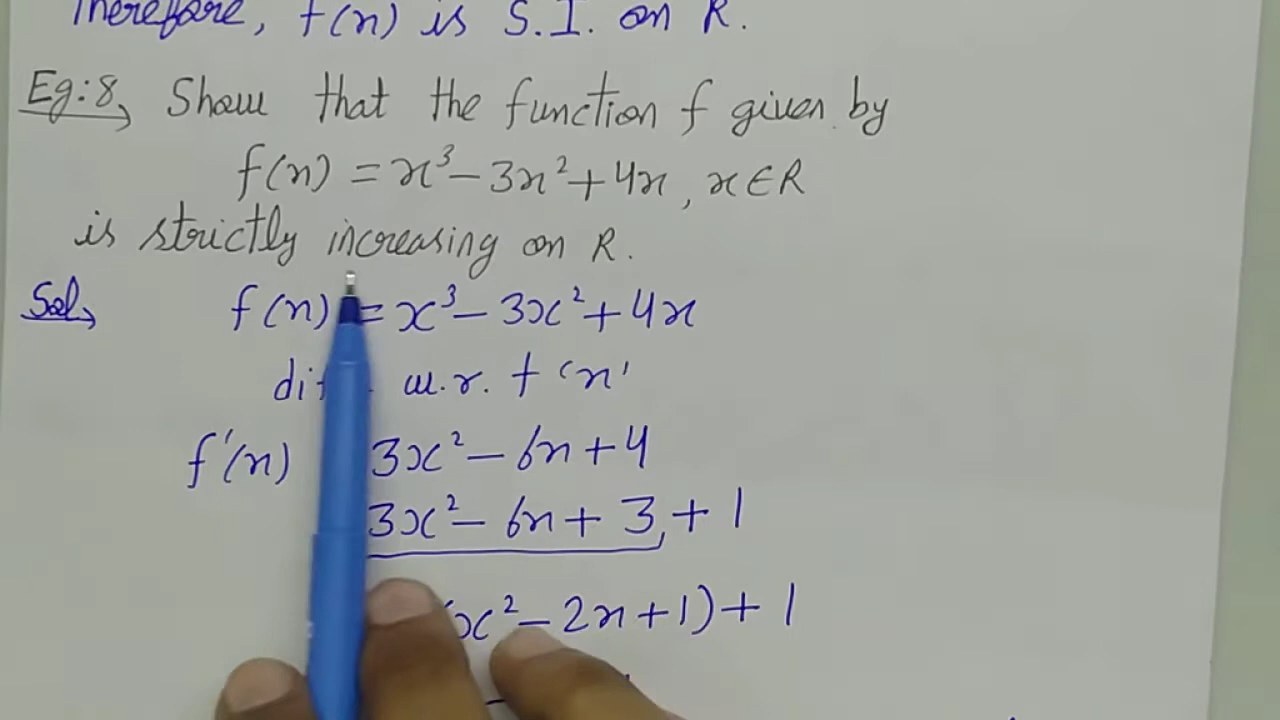 Therefore, f(x) is S.I. on R.
Eg:8, Show that the function f given by
f(x) = x³ - 3x² + 4x, x∈R
is strictly increasing on R.
Sol, f(x) = x³ - 3x² + 4x
w.r.t 'x'
f'(x) 3x² - 6x + 4
3x² - 6x + 3, + 1
x² - 2x + 1) + 1